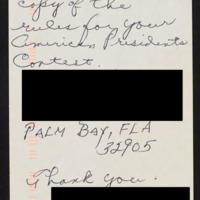 copy of the
rules for your
American Presidents
Contest.
PALM BAY, FLA
32905
Thank you.